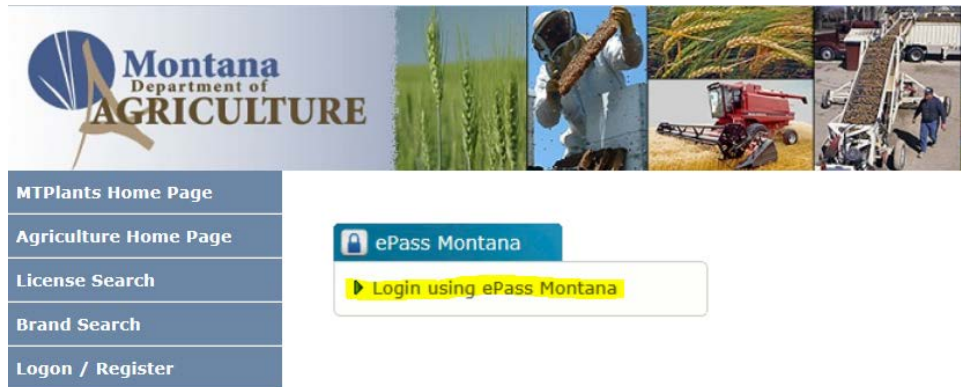 Montana
Department of
AGRICULTURE
MTPlants Home Page
Agriculture Home Page
License Search
Brand Search
Logon / Register
ePass Montana
Login using ePass Montana